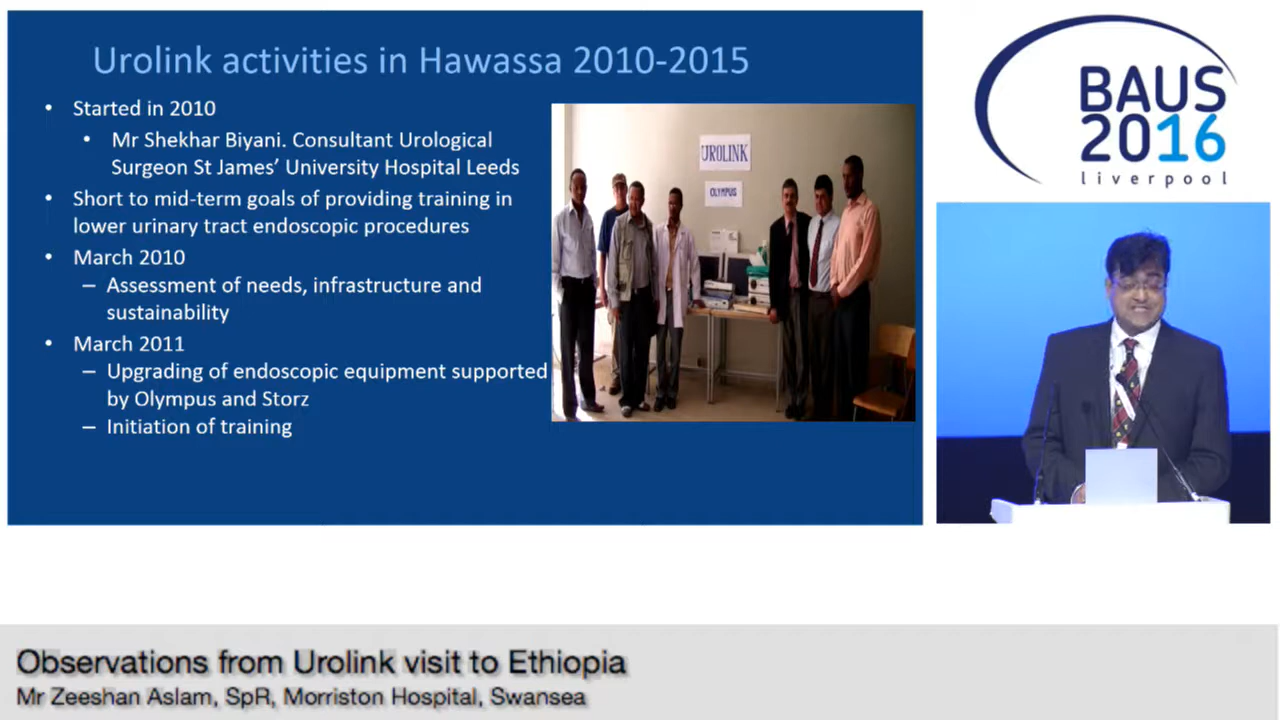 Urolink activities in Hawassa 2010-2015
• Started in 2010
• Mr Shekhar Biyani. Consultant Urological
Surgeon St James’ University Hospital Leeds
• Short to mid-term goals of providing training in
lower urinary tract endoscopic procedures
• March 2010
– Assessment of needs, infrastructure and
sustainability
• March 2011
– Upgrading of endoscopic equipment supported
by Olympus and Storz
– Initiation of training
UROLINK
OLYMPUS
BAUS
2016
liverpool
Observations from Urolink visit to Ethiopia
Mr Zeeshan Aslam, SpR, Morriston Hospital, Swansea